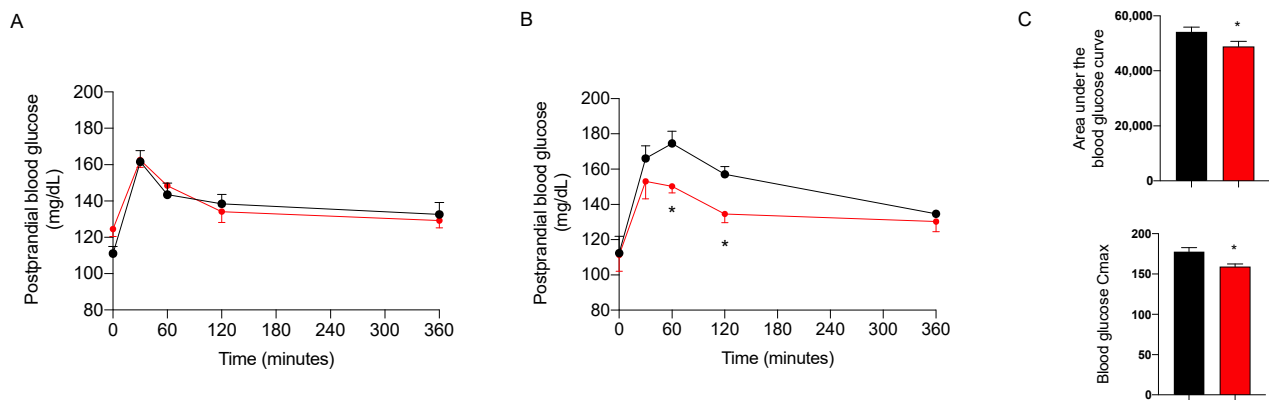 A
Postprandial blood glucose
(mg/dL)
200
180
160
140
120
100
80
0 60 120 180 240 300 360
Time (minutes)
B
Postprandial blood glucose
(mg/dL)
200
180
160
140
120
100
80
*
*
0 60 120 180 240 300 360
Time (minutes)
C
Area under the
blood glucose curve
60,000
40,000
20,000
0
*
Blood glucose Cmax
200
150
100
50
0
*